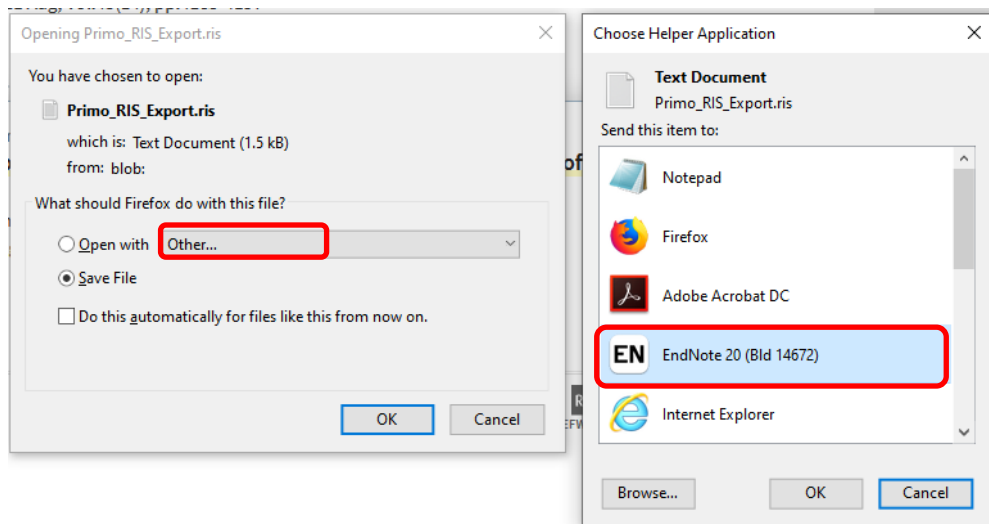 Opening Primo_RIS_Export.ris
You have chosen to open:
Primo_RIS_Export.ris
which is: Text Document (1.5 kB)
from: blob:
What should Firefox do with this file?
Open with Other...
Save File
Do this automatically for files like this from now on.
OK Cancel
of
Choose Helper Application
Text Document
Primo_RIS_Export.ris
Send this item to:
Notepad
Firefox
Adobe Acrobat DC
EN EndNote 20 (Bld 14672)
Internet Explorer
Browse... OK Cancel